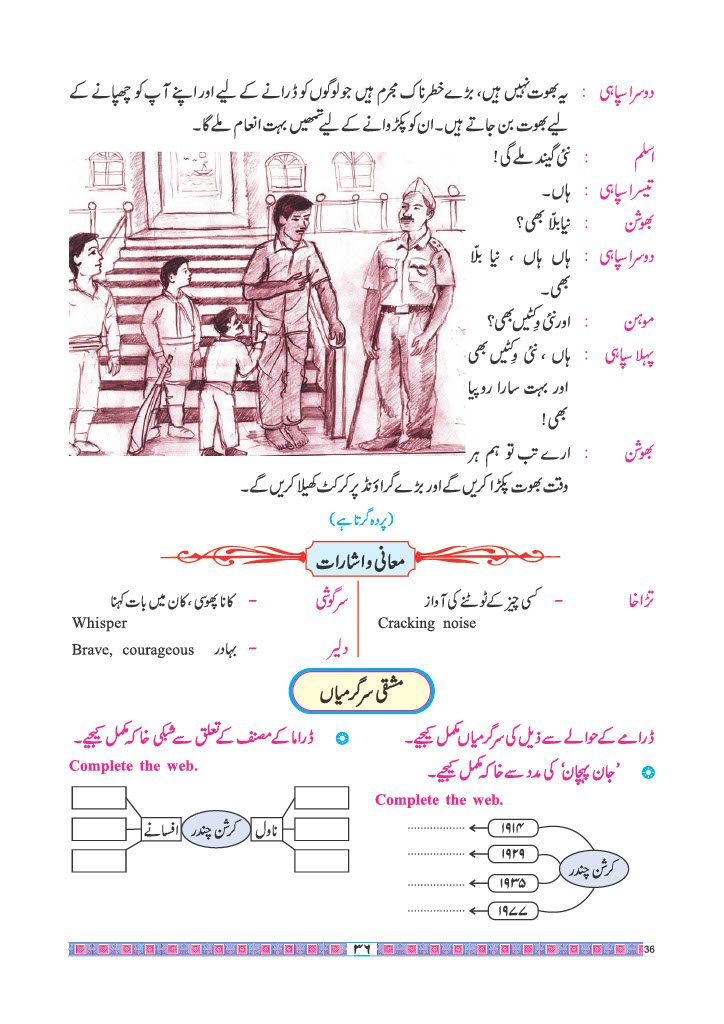 دوسرا سپاہی : یہ بھوت نہیں ہیں، بڑے خطرناک مجرم ہیں جو لوگوں کو ڈرانے کے لیے اور اپنے آپ کو چھپانے کے
لیے بھوت بن جاتے ہیں۔ ان کو پکڑوانے کے لیے تمھیں بہت انعام ملے گا۔
اسلم : نئی گیند ملے گی!
تیسرا سپاہی : ہاں۔
بھوشن : نیا بلّا بھی؟
دوسرا سپاہی : ہاں ہاں ، نیا بلّا
بھی۔
موہن : اور نئی وِکٹیں بھی؟
پہلا سپاہی : ہاں ، نئی وِکٹیں بھی
اور بہت سارا روپیا
بھی!
بھوشن : ارے تب تو ہم ہر
وقت بھوت پکڑا کریں گے اور بڑے گراؤنڈ پر کرکٹ کھیلا کریں گے۔
(پردہ گرتا ہے)
معانی و اشارات
تڑاخا - کسی چیز کے ٹوٹنے کی آواز
Cracking noise
سرگوشی - کانا پھوسی ، کان میں بات کہنا
Whisper
دلیر - بہادر Brave, courageous
مشقی سرگرمیاں
ڈرامے کے حوالے سے ذیل کی سرگرمیاں مکمل کیجیے۔
'جان پہچان' کی مدد سے خاکہ مکمل کیجیے۔
Complete the web.
کرشن چندر
۱۹۱۴
۱۹۲۹
۱۹۳۵
۱۹۷۷
ڈراما کے مصنف کے تعلق سے شبکی خاکہ مکمل کیجیے۔
Complete the web.
ناول کرشن چندر افسانے
۳۶
36